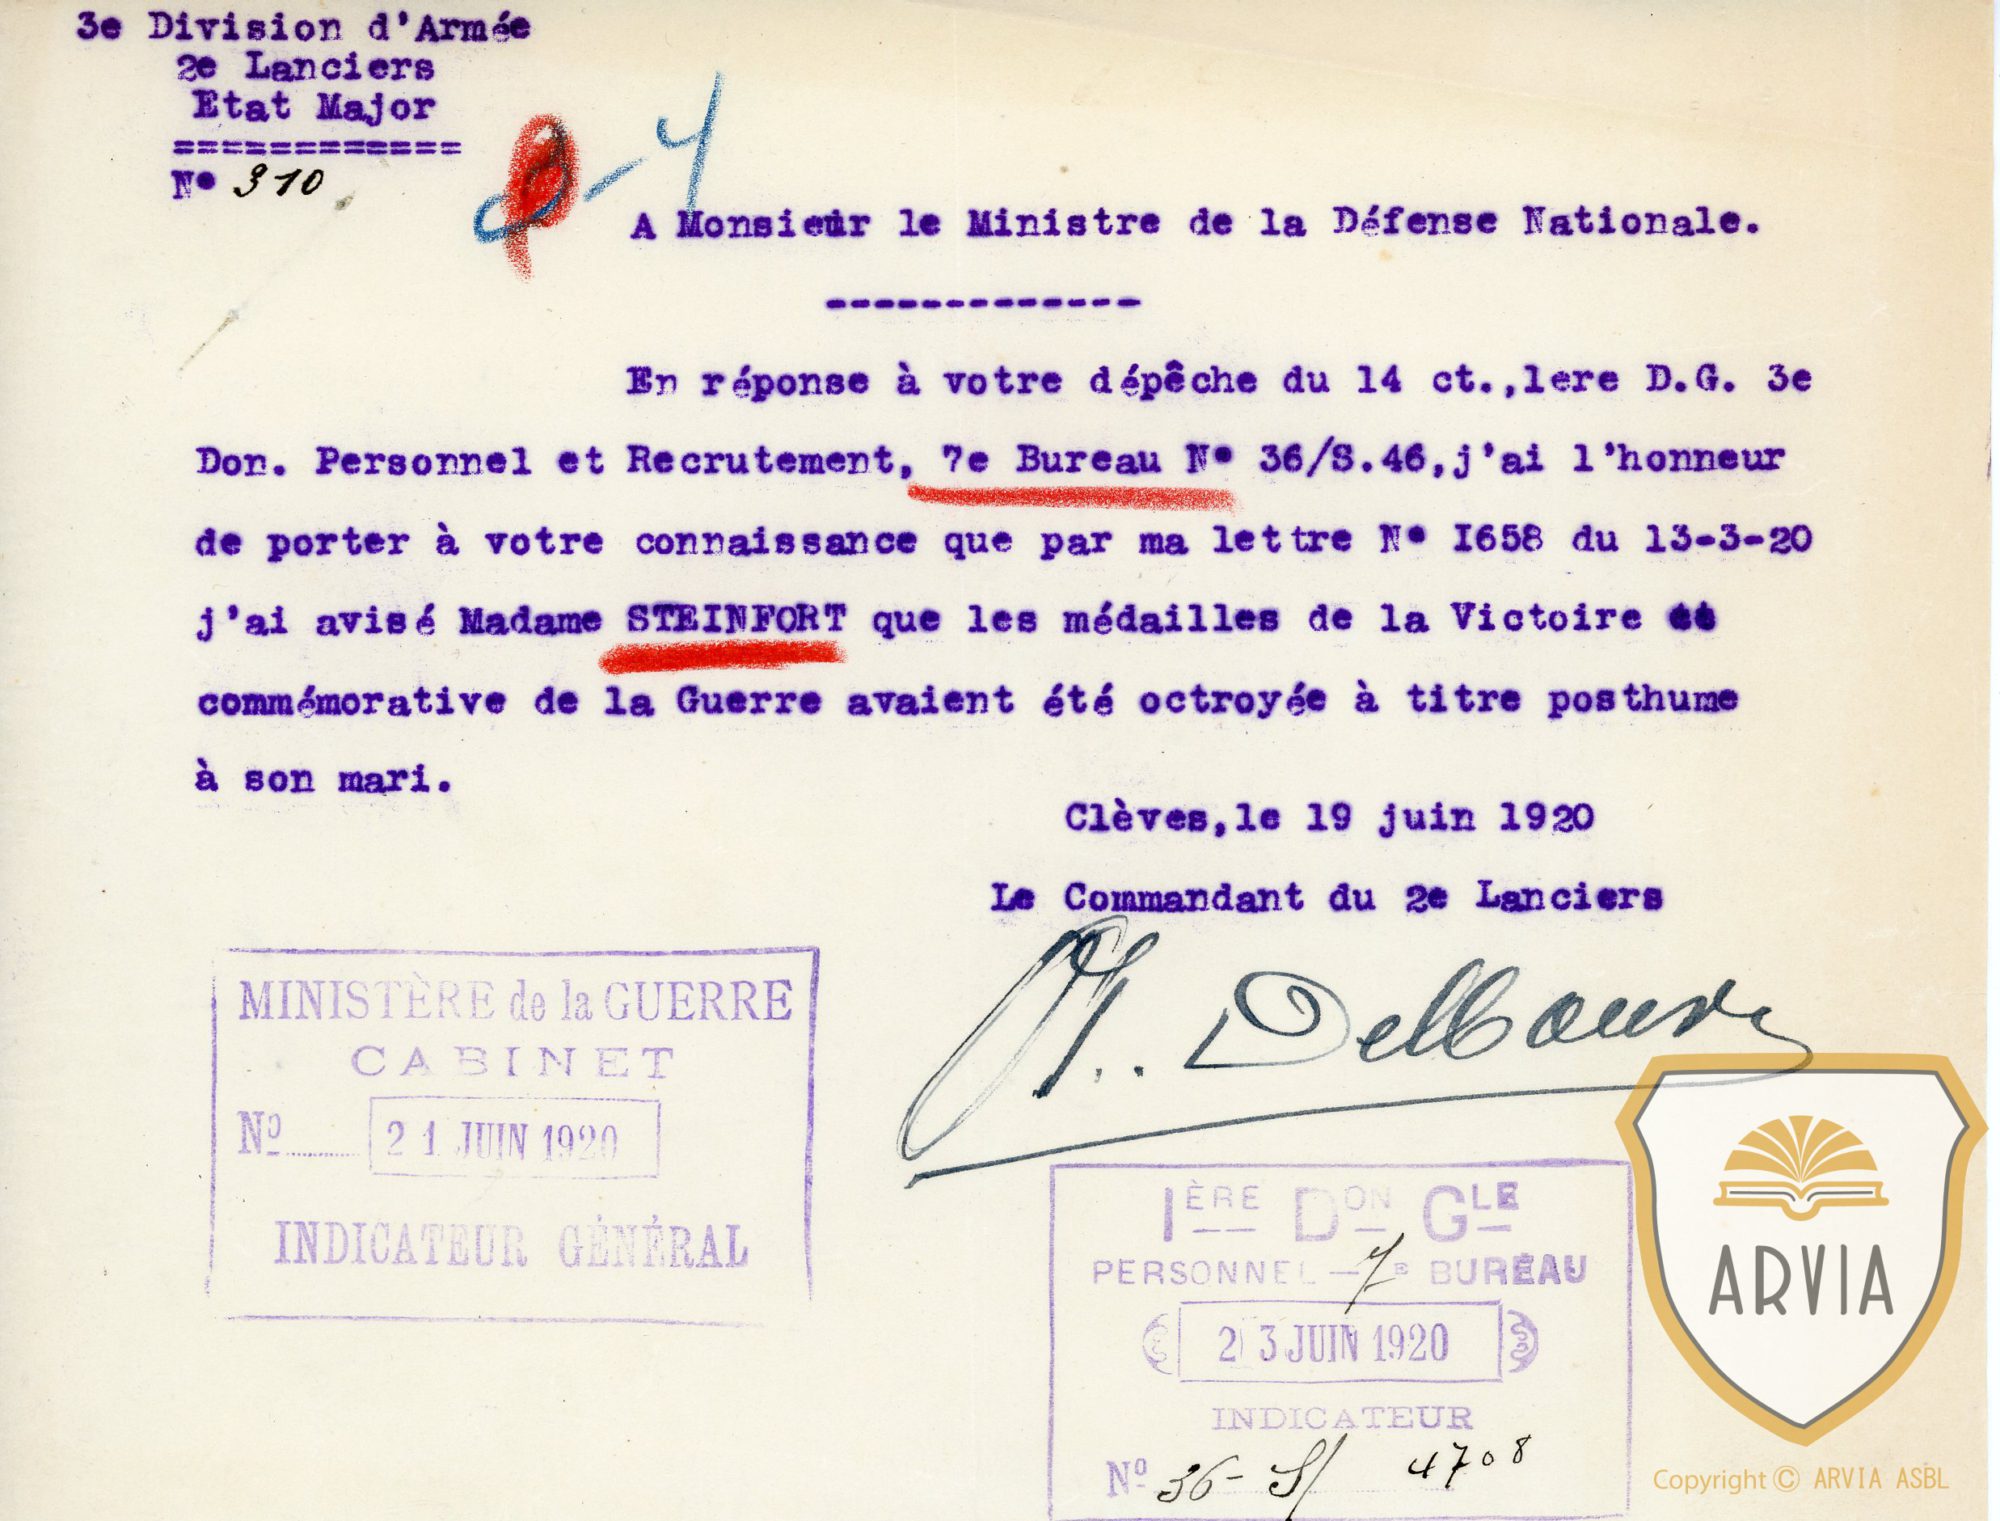 3e Division d'Armée
2e Lanciers
Etat Major
============
N° 310
-4
A Monsieur le Ministre de la Défense Nationale.
-------------
En réponse à votre dépêche du 14 ct.,1ere D.G. 3e
Don. Personnel et Recrutement, 7e Bureau N° 36/S.46,j'ai l'honneur
de porter à votre connaissance que par ma lettre N° I658 du 13-3-20
j'ai avisé Madame STEINFORT que les médailles de la Victoire et
commémorative de la Guerre avaient été octroyée à titre posthume
à son mari.
Clèves,le 19 juin 1920
Le Commandant du 2e Lanciers
MINISTÈRE de la GUERRE
CABINET
No 21 JUIN 1920
INDICATEUR GÉNÉRAL
1ÈRE DON GLE
PERSONNEL - 7E BUREAU
23 JUIN 1920
INDICATEUR
No 36- S/ 4708
ARVIA
Copyright © ARVIA ASBL